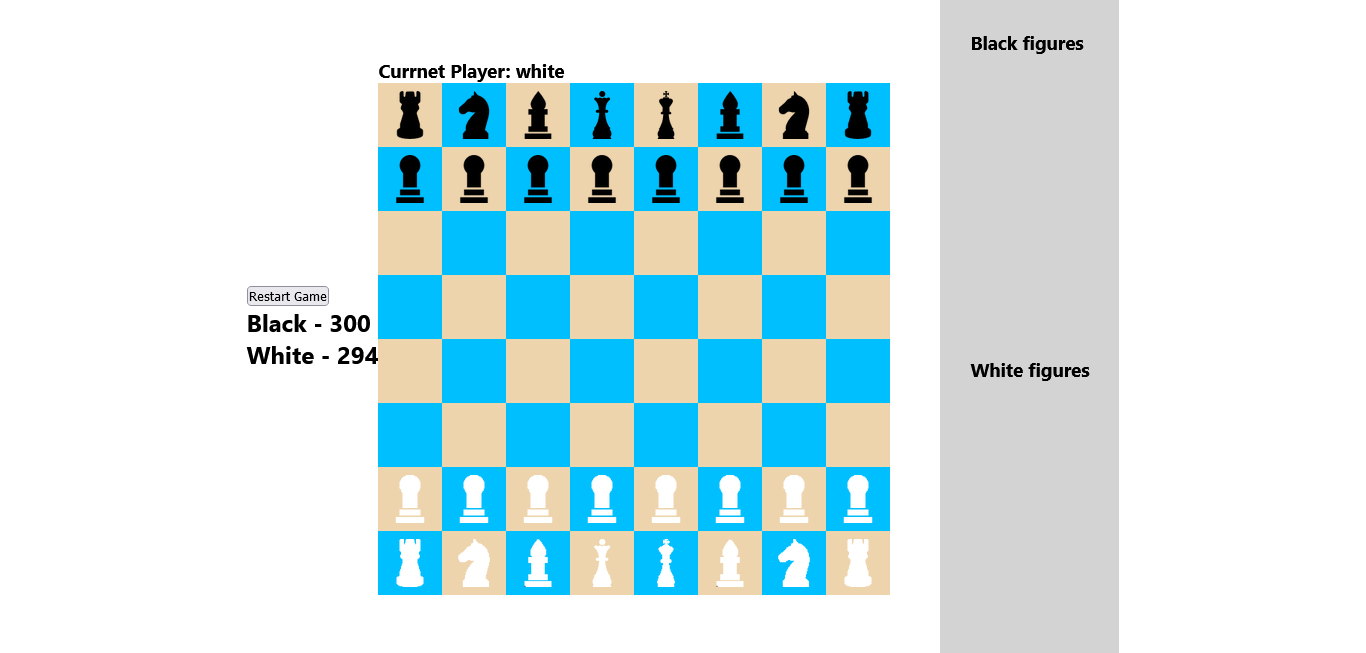 Currnet Player: white
Restart Game
Black - 300
White - 294
Black figures
White figures